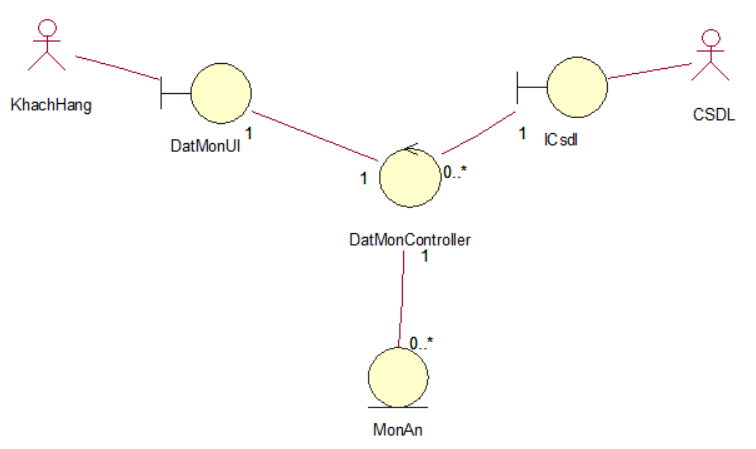 KhachHang
DatMonUI
1
1
DatMonController
0..*
1
ICsdl
CSDL
1
0..*
MonAn